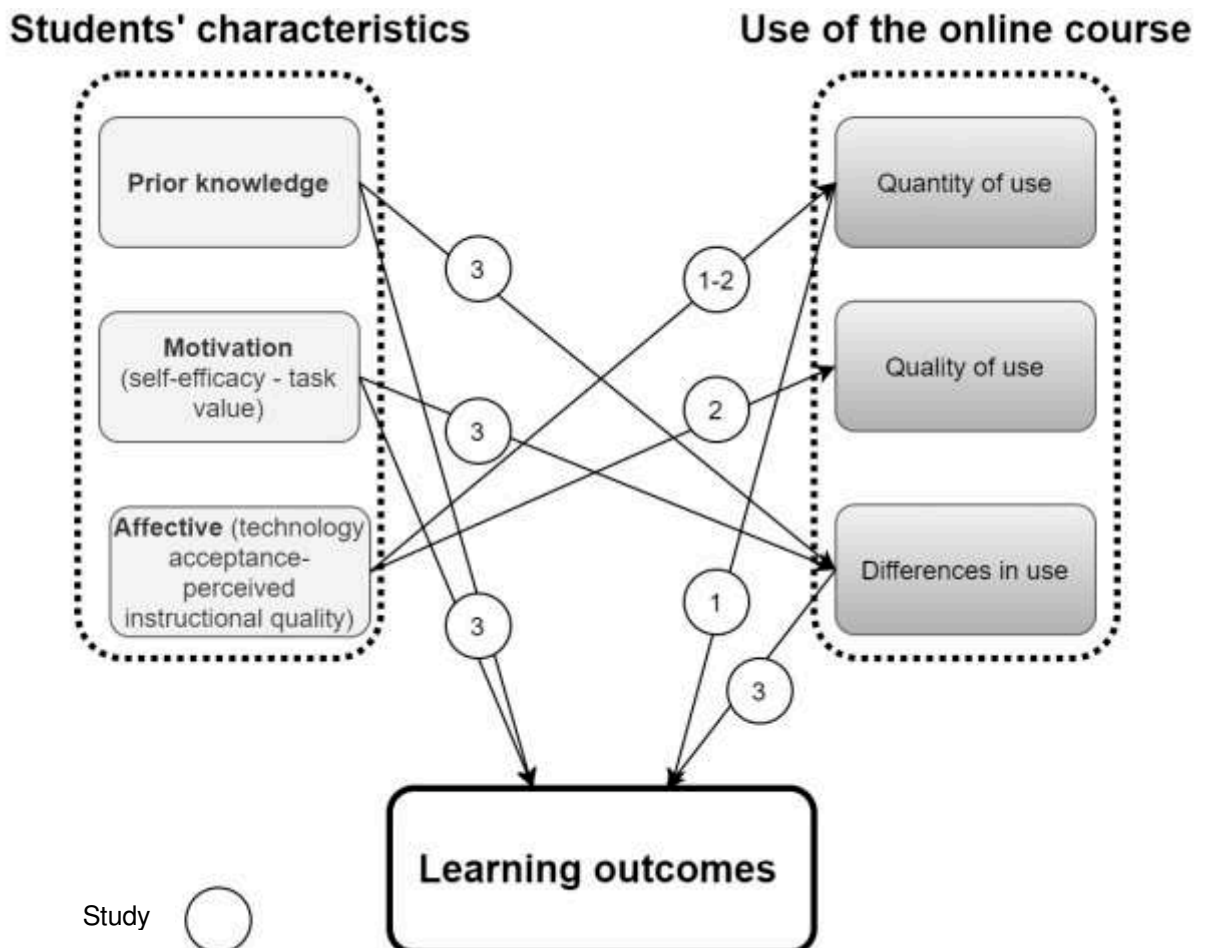 Students' characteristics
Use of the online course
Prior knowledge
Motivation
(self-efficacy - task
value)
Affective (technology
acceptance-
perceived
instructional quality)
Quantity of use
Quality of use
Differences in use
3
1-2
3
2
3
1
3
Learning outcomes
Study